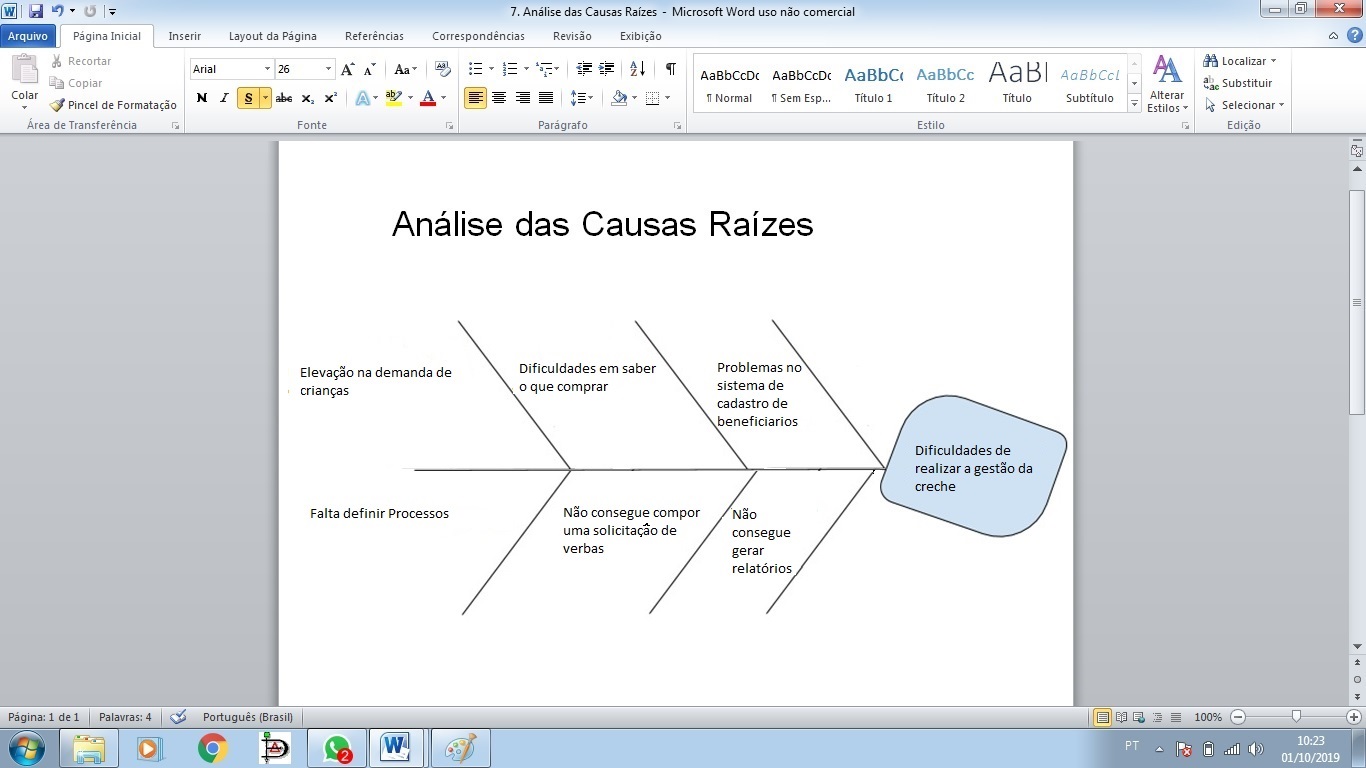 7. Análise das Causas Raízes - Microsoft Word uso não comercial
Arquivo Página Inicial Inserir Layout da Página Referências Correspondências Revisão Exibição
Colar
Recortar
Copiar
Pincel de Formatação
Área de Transferência
Arial 26
N I S abc x₂ x²
Fonte
Parágrafo
AaBbCcDc AaBbCcDc AaBbCc AaBbCc AaBl AaBbCcL
¶ Normal ¶ Sem Esp... Título 1 Título 2 Título Subtítulo
Alterar
Estilos
Estilo
Localizar
Substituir
Selecionar
Edição
Análise das Causas Raízes
Elevação na demanda de
crianças
Dificuldades em saber
o que comprar
Problemas no
sistema de
cadastro de
beneficiarios
Dificuldades de
realizar a gestão da
creche
Falta definir Processos
Não consegue compor
uma solicitação de
verbas
Não
consegue
gerar
relatórios
Página: 1 de 1 Palavras: 4 Português (Brasil) 100%
2
PT
10:23
01/10/2019